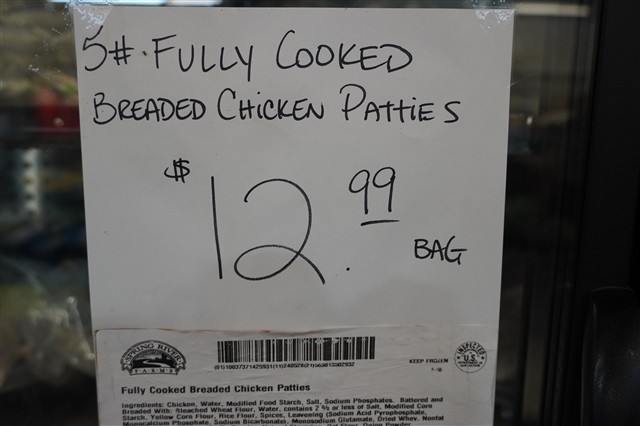 5# · FULLY COOKED
BREADED CHICKEN PATTIES
$12.99
BAG
SPRING RIVER
FARMS
KEEP FROZEN
INSPECTED
U.S.
Fully Cooked Breaded Chicken Patties
Ingredients: Chicken, Water, Modified Food Starch, Salt, Sodium Phosphates. Battered and
Breaded With: Bleached Wheat Flour, Water, contains 2 % or less of Salt, Modified Corn
Starch, Yellow Corn Flour, Rice Flour, Spices, Leavening (Sodium Acid Pyrophosphate,
Monocalcium Phosphate, Sodium Bicarbonate), Monosodium Glutamate, Dried Whey, Nonfat